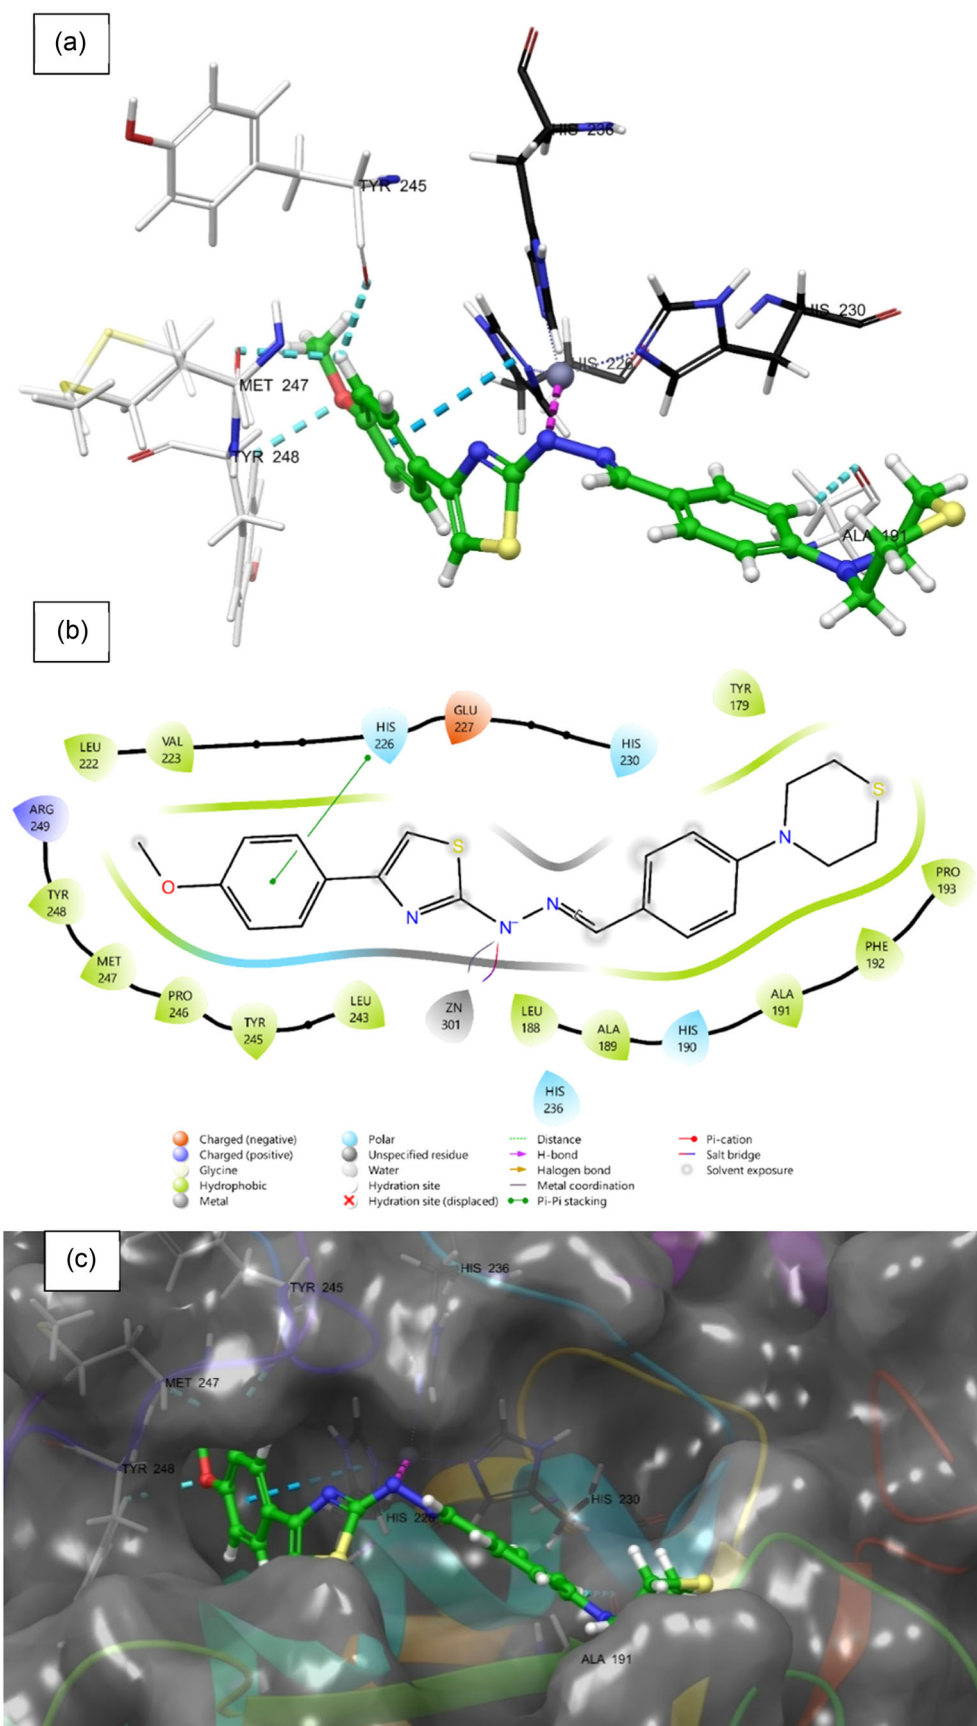 (a)
HIS 236
TYR 245
HIS 230
HIS 226
MET 247
TYR 248
ALA 191
(b)
TYR
179
GLU
227
HIS
226
VAL
223
LEU
222
HIS
230
ARG
249
S
S
N
O
N
N
N⁻
PRO
193
TYR
248
PHE
192
MET
247
PRO
246
LEU
243
ZN
301
LEU
188
ALA
191
TYR
245
ALA
189
HIS
190
HIS
236
Charged (negative)
Charged (positive)
Glycine
Hydrophobic
Metal
Polar
Unspecified residue
Water
Hydration site
Hydration site (displaced)
Distance
H-bond
Halogen bond
Metal coordination
Pi-Pi stacking
Pi-cation
Salt bridge
Solvent exposure
(c)
HIS 236
TYR 245
MET 247
TYR 248
HIS 230
HIS 226
ALA 191